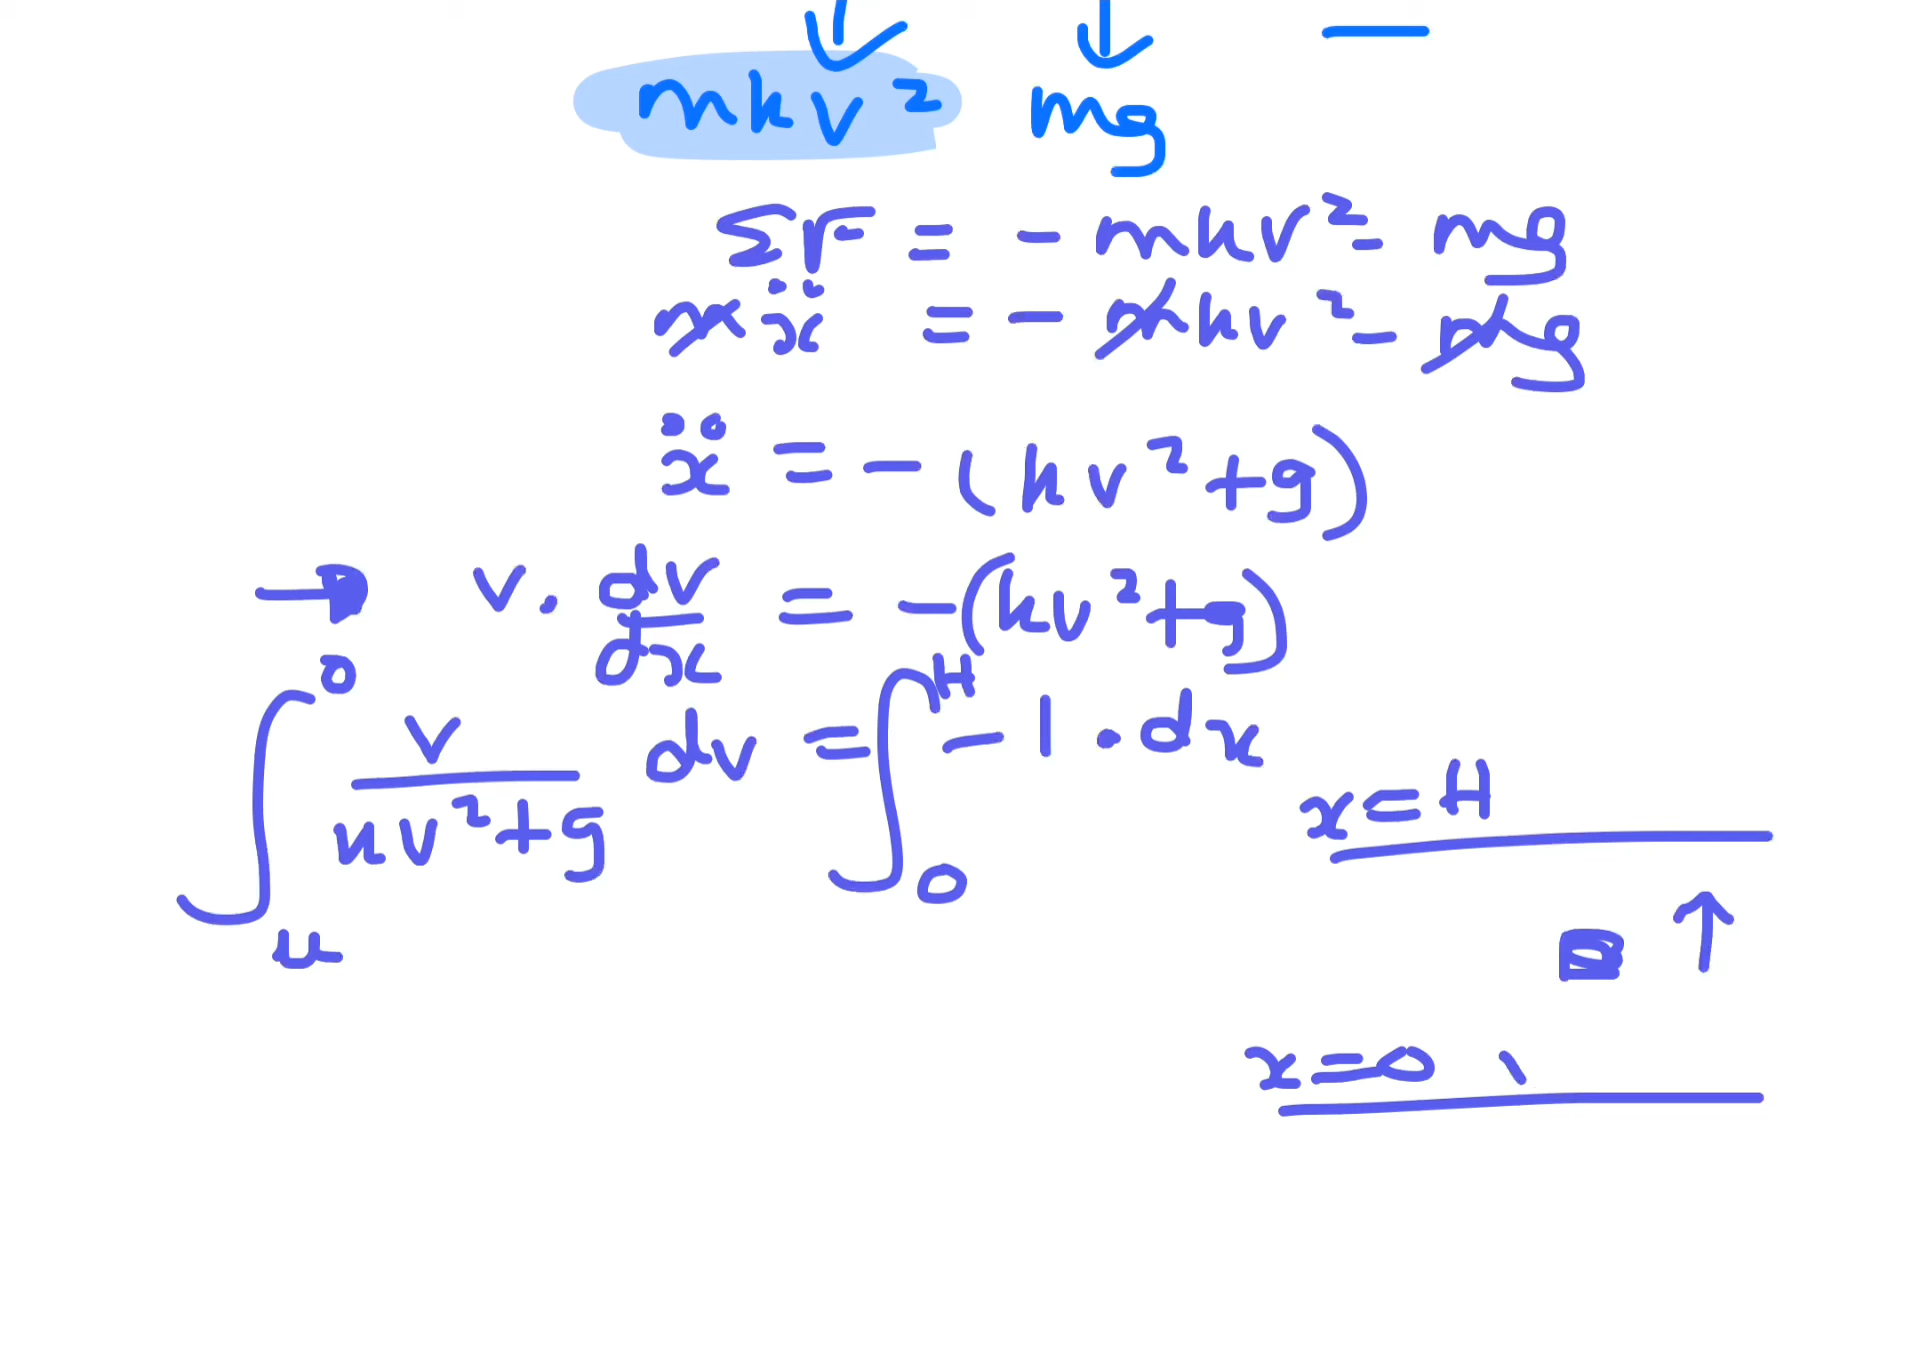 mkv² mg
ΣF = - mkv² - mg
mẍ = - mkv² - mg
ẍ = - (kv² + g)
→ v. dv/dx = - (kv² + g)
∫ᵤ⁰ v/(kv² + g) dv = ∫₀ᴴ - 1 . dx
x = H
↑
x = 0